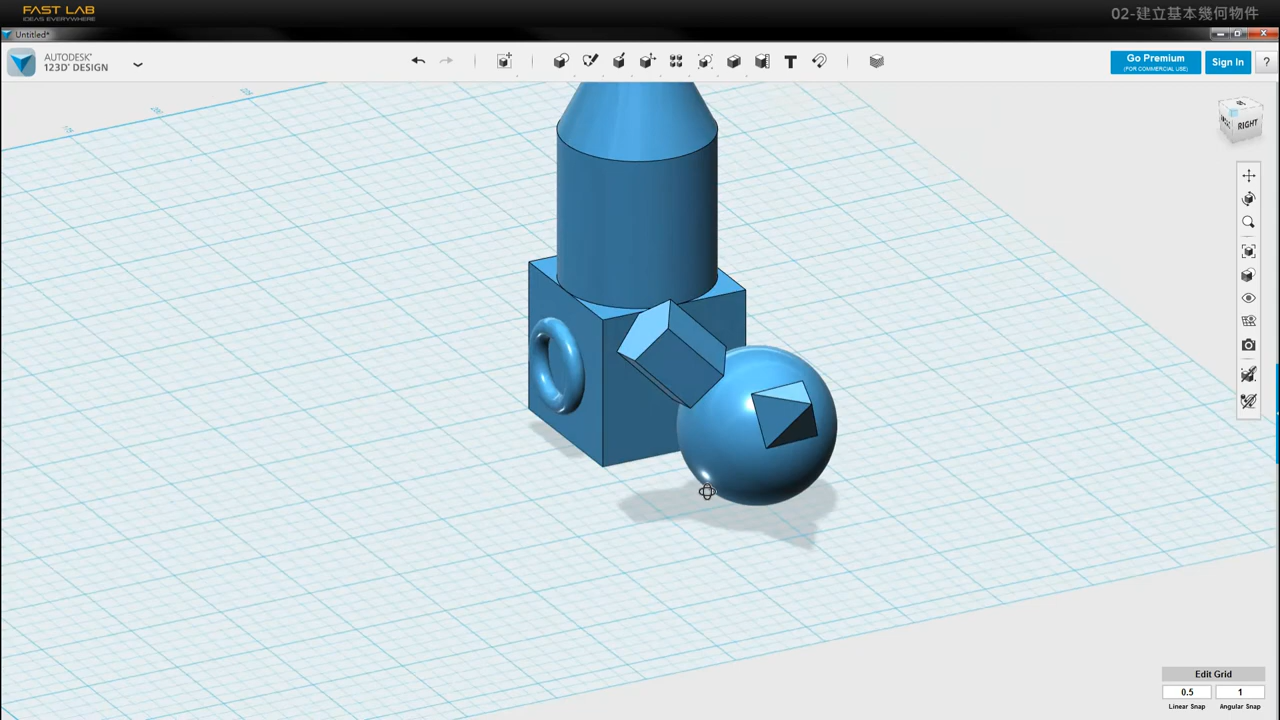 FAST LAB
IDEAS EVERYWHERE
02-建立基本幾何物件
Untitled*
AUTODESK®
123D® DESIGN
T
Go Premium
(FOR COMMERCIAL USE)
Sign In
?
RIGHT
Edit Grid
0.5
1
Linear Snap
Angular Snap